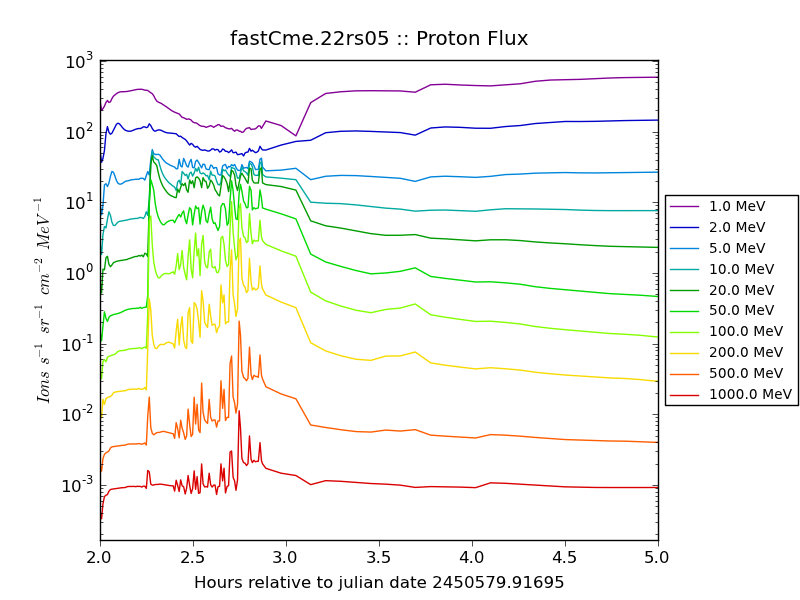 fastCme.22rs05 :: Proton Flux
10³
10²
10¹
10⁰
10⁻¹
10⁻²
10⁻³
Ions s⁻¹ sr⁻¹ cm⁻² MeV⁻¹
2.0 2.5 3.0 3.5 4.0 4.5 5.0
Hours relative to julian date 2450579.91695
1.0 MeV
2.0 MeV
5.0 MeV
10.0 MeV
20.0 MeV
50.0 MeV
100.0 MeV
200.0 MeV
500.0 MeV
1000.0 MeV